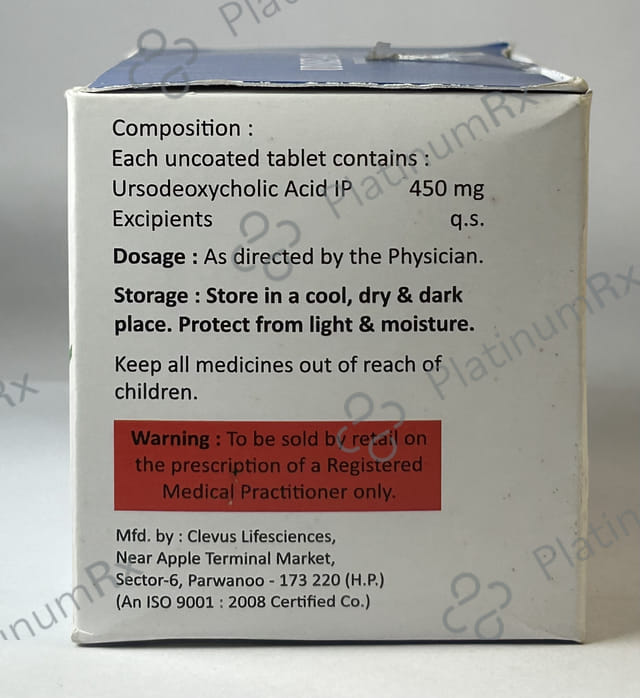 Composition :
Each uncoated tablet contains :
Ursodeoxycholic Acid IP 450 mg
Excipients q.s.
Dosage : As directed by the Physician.
Storage : Store in a cool, dry & dark
place. Protect from light & moisture.
Keep all medicines out of reach of
children.
Warning : To be sold by retail on
the prescription of a Registered
Medical Practitioner only.
Mfd. by : Clevus Lifesciences,
Near Apple Terminal Market,
Sector-6, Parwanoo - 173 220 (H.P.)
(An ISO 9001 : 2008 Certified Co.)
PlatinumRx
PlatinumRx
PlatinumRx